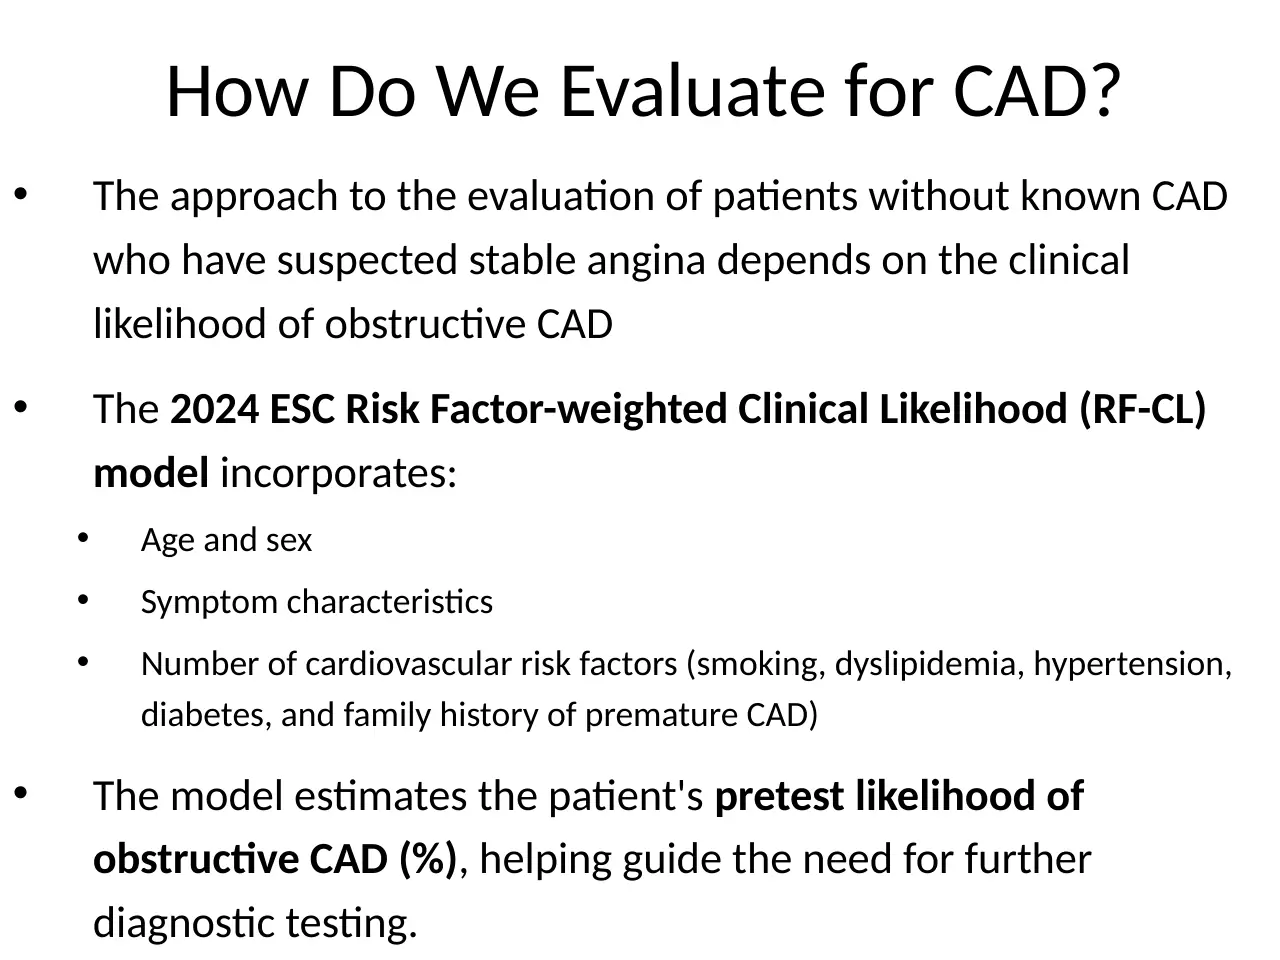 How Do We Evaluate for CAD?
• The approach to the evaluation of patients without known CAD
who have suspected stable angina depends on the clinical
likelihood of obstructive CAD
• The 2024 ESC Risk Factor-weighted Clinical Likelihood (RF-CL)
model incorporates:
• Age and sex
• Symptom characteristics
• Number of cardiovascular risk factors (smoking, dyslipidemia, hypertension,
diabetes, and family history of premature CAD)
• The model estimates the patient's pretest likelihood of
obstructive CAD (%), helping guide the need for further
diagnostic testing.